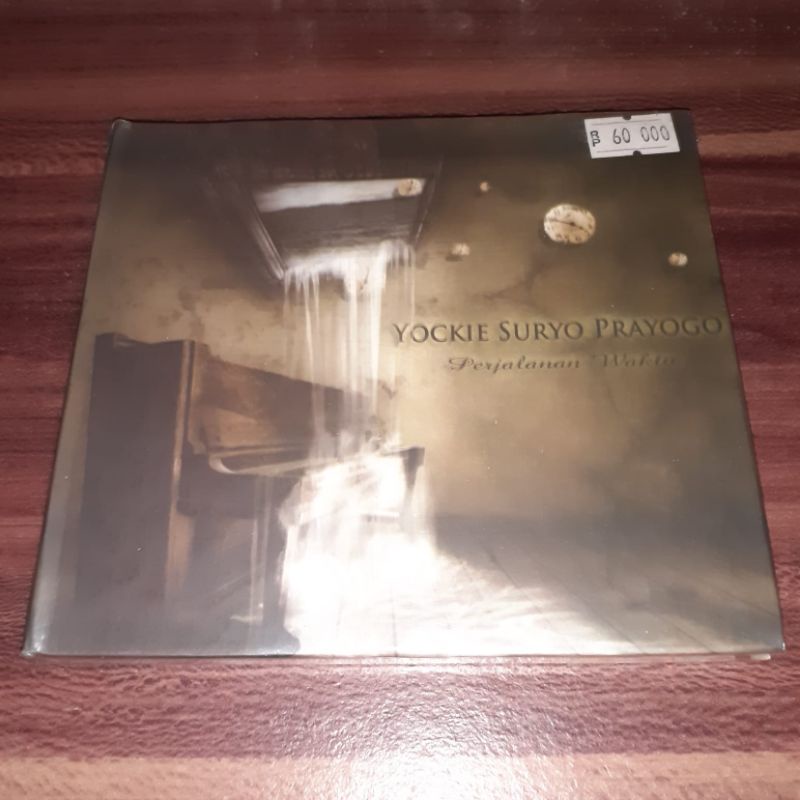 RP 60 000
YOCKIE SURYO PRAYOGO
Perjalanan Waktu